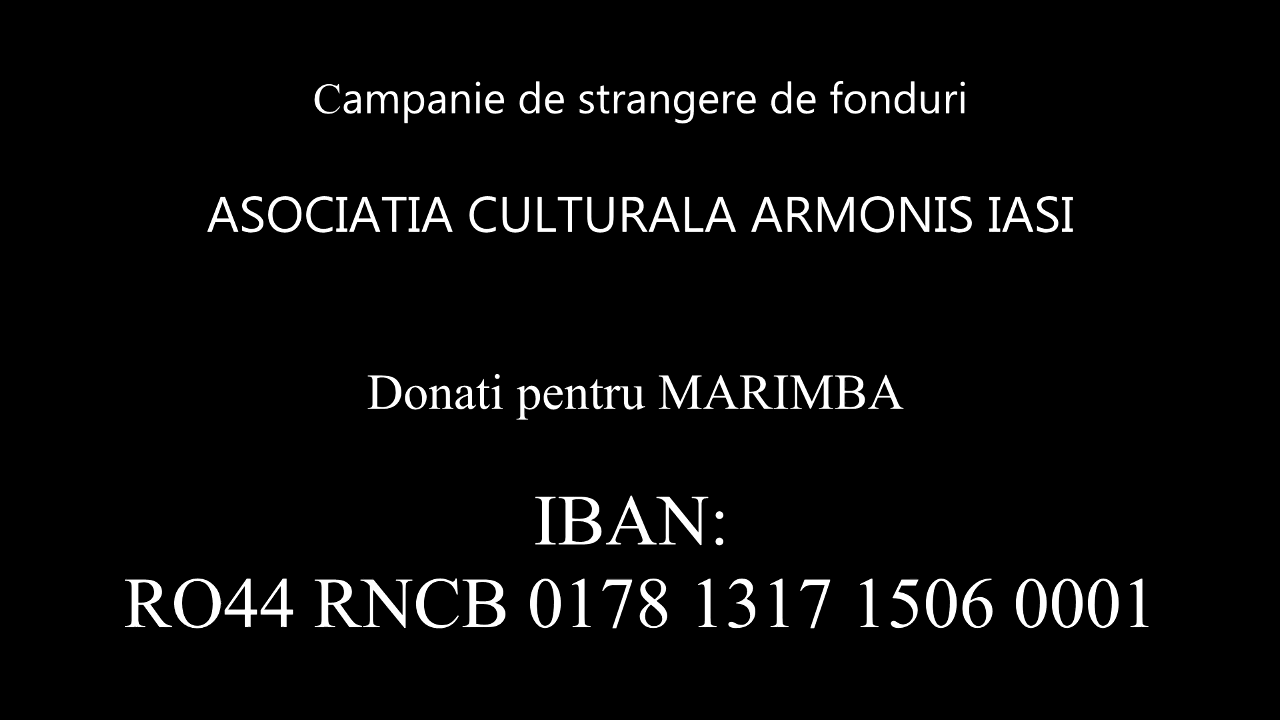 Campanie de strangere de fonduri
ASOCIATIA CULTURALA ARMONIS IASI
Donati pentru MARIMBA
IBAN:
RO44 RNCB 0178 1317 1506 0001